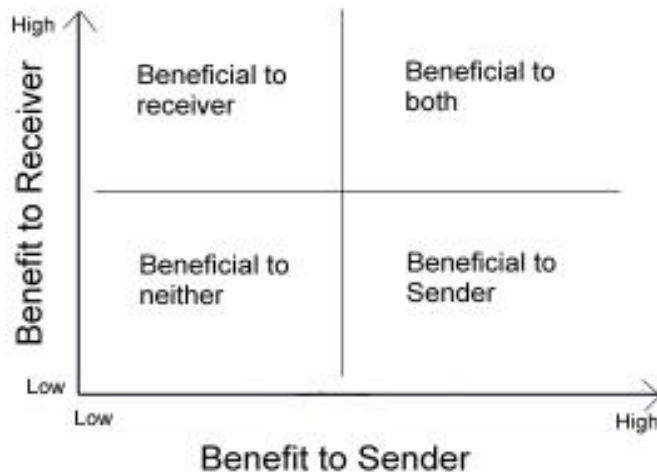 High
Beneficial to
receiver
Beneficial to
both
Benefit to Receiver
Beneficial to
neither
Beneficial to
Sender
Low
Low
High
Benefit to Sender